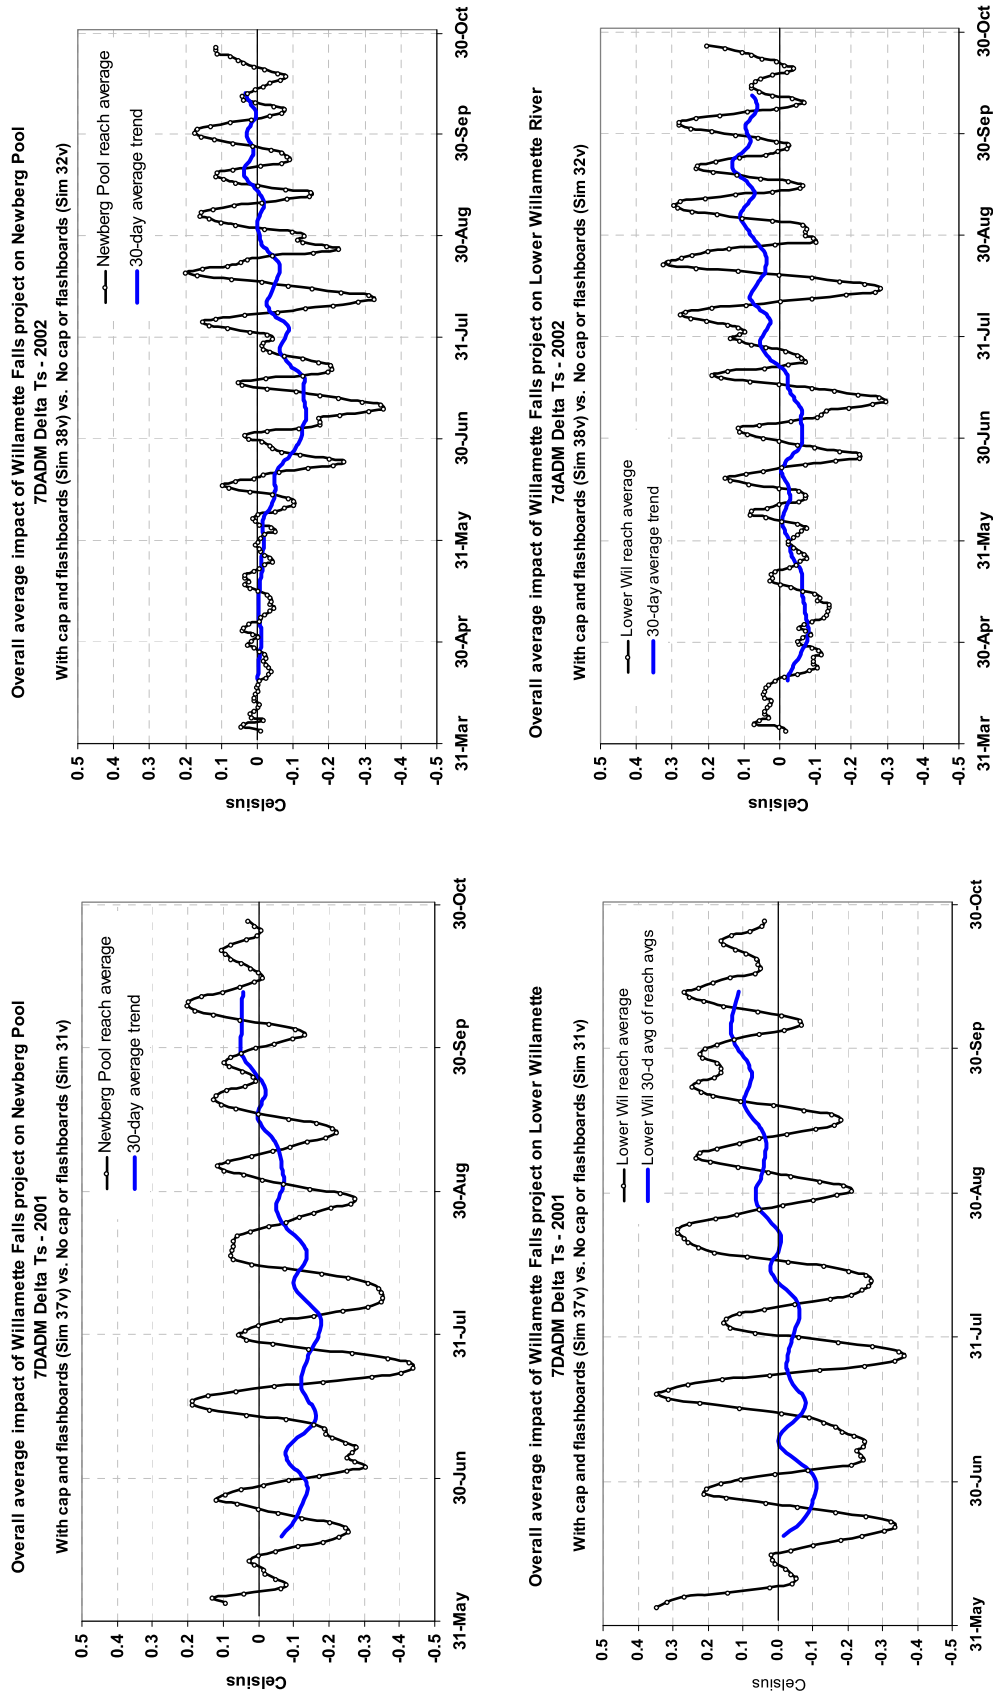 Overall average impact of Willamette Falls project on Newberg Pool
7DADM Delta Ts - 2001
With cap and flashboards (Sim 37v) vs. No cap or flashboards (Sim 31v)
Celsius
0.5
0.4
0.3
0.2
0.1
0
-0.1
-0.2
-0.3
-0.4
-0.5
31-May
30-Jun
31-Jul
30-Aug
30-Sep
30-Oct
Newberg Pool reach average
30-day average trend
Overall average impact of Willamette Falls project on Newberg Pool
7DADM Delta Ts - 2002
With cap and flashboards (Sim 38v) vs. No cap or flashboards (Sim 32v)
Celsius
0.5
0.4
0.3
0.2
0.1
0
-0.1
-0.2
-0.3
-0.4
-0.5
31-Mar
30-Apr
31-May
30-Jun
31-Jul
30-Aug
30-Sep
30-Oct
Newberg Pool reach average
30-day average trend
Overall average impact of Willamette Falls project on Lower Willamette
7DADM Delta Ts - 2001
With cap and flashboards (Sim 37v) vs. No cap or flashboards (Sim 31v)
Celsius
0.5
0.4
0.3
0.2
0.1
0
-0.1
-0.2
-0.3
-0.4
-0.5
31-May
30-Jun
31-Jul
30-Aug
30-Sep
30-Oct
Lower Wil reach average
Lower Wil 30-d avg of reach avgs
Overall average impact of Willamette Falls project on Lower Willamette River
7dADM Delta Ts - 2002
With cap and flashboards (Sim 38v) vs. No cap or flashboards (Sim 32v)
Celsius
0.5
0.4
0.3
0.2
0.1
0
-0.1
-0.2
-0.3
-0.4
-0.5
31-Mar
30-Apr
31-May
30-Jun
31-Jul
30-Aug
30-Sep
30-Oct
Lower Wil reach average
30-day average trend